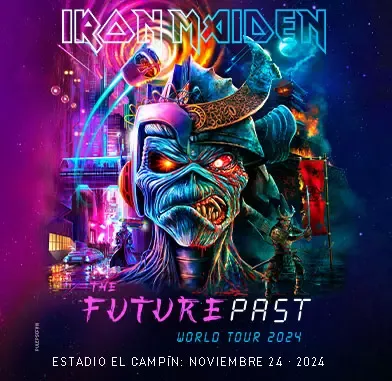 IRON MAIDEN
THE
FUTURE PAST
WORLD TOUR 2024
ESTADIO EL CAMPÍN: NOVIEMBRE 24 · 2024